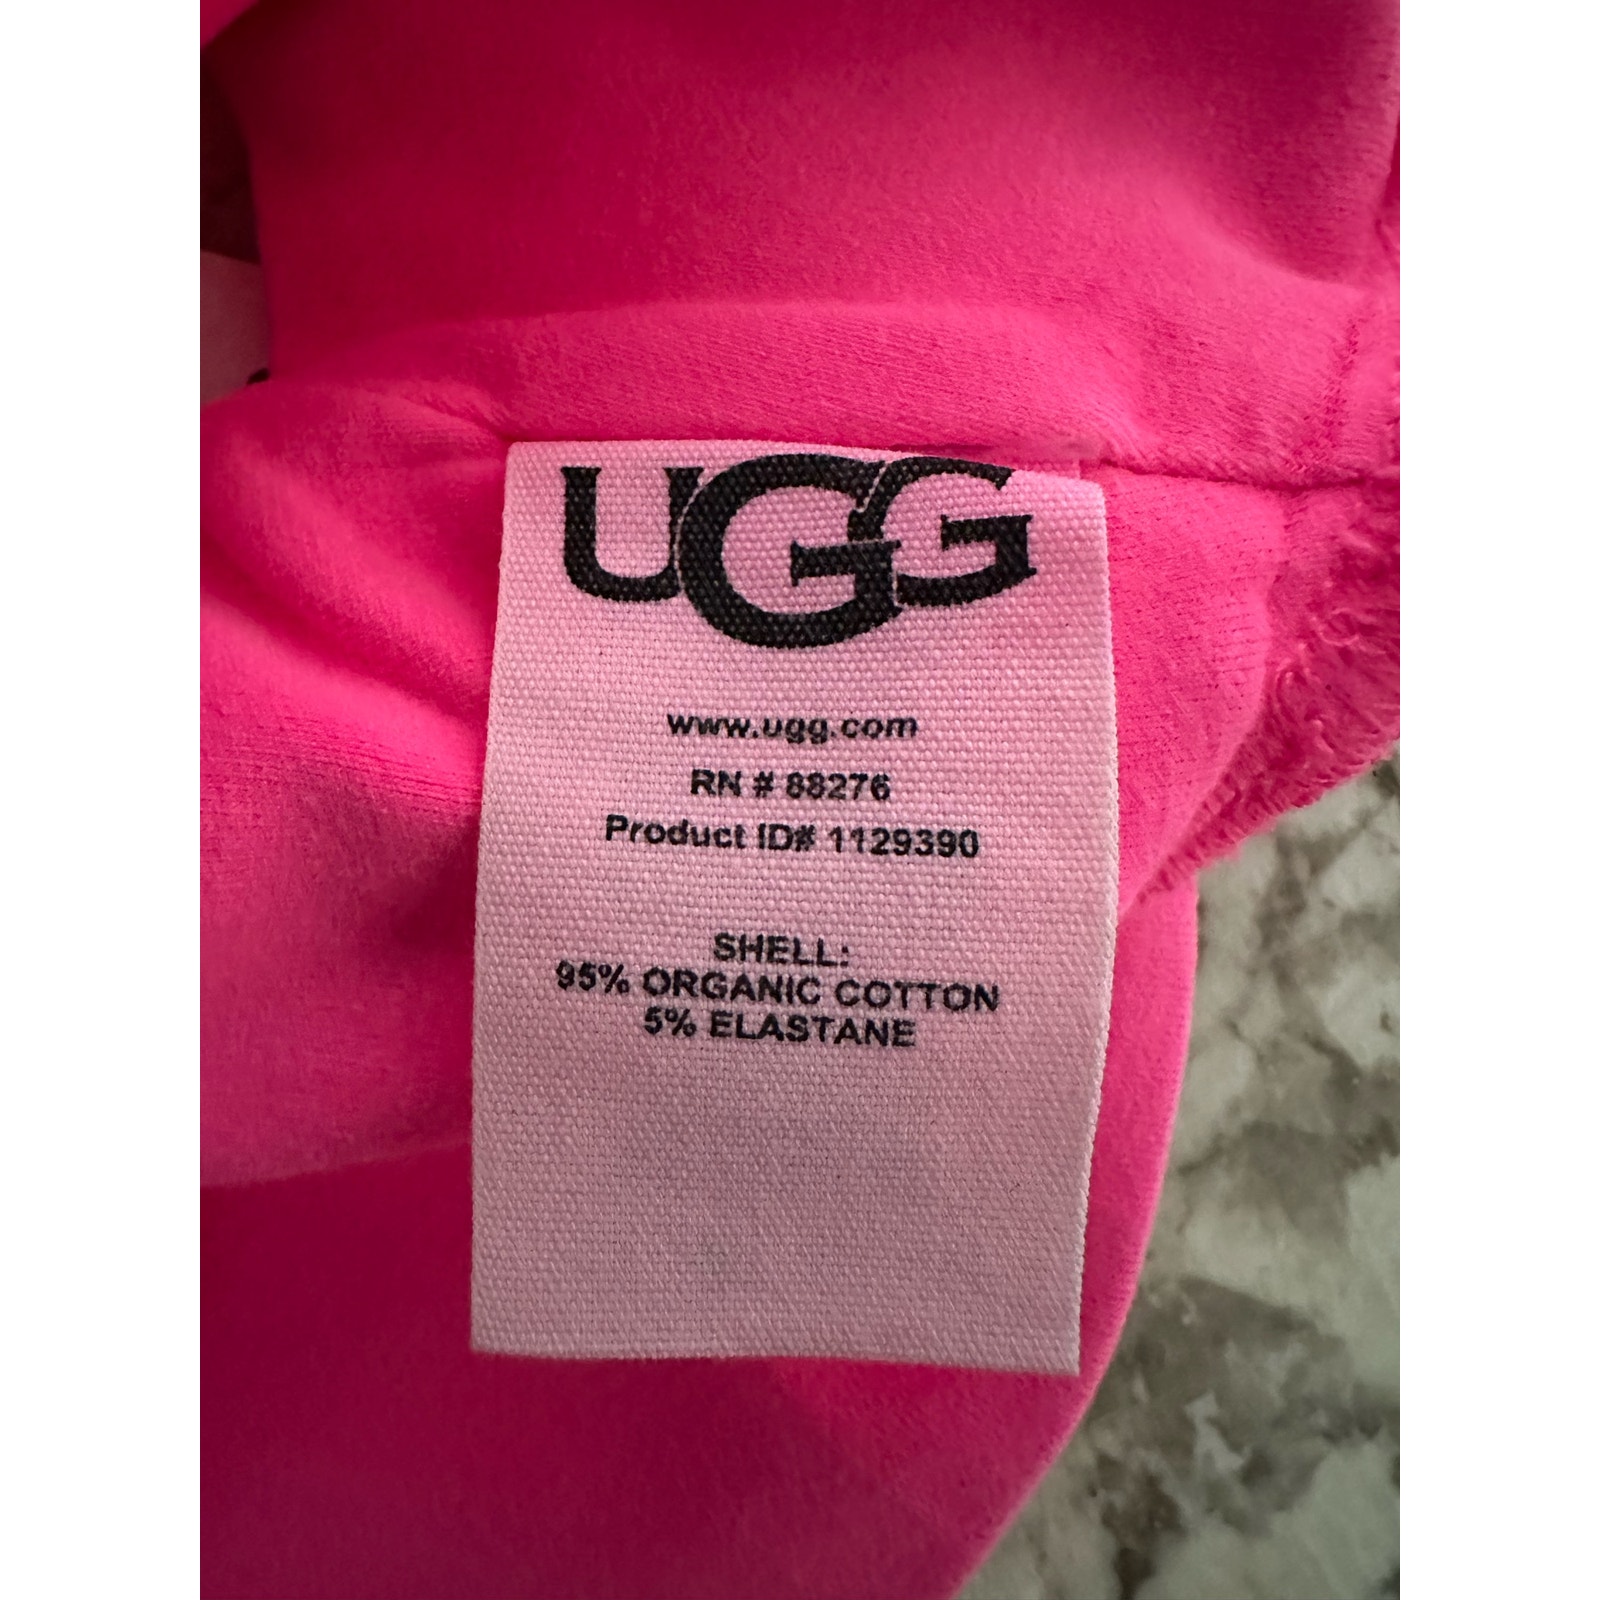 UGG
www.ugg.com
RN # 88276
Product ID# 1129390
SHELL:
95% ORGANIC COTTON
5% ELASTANE